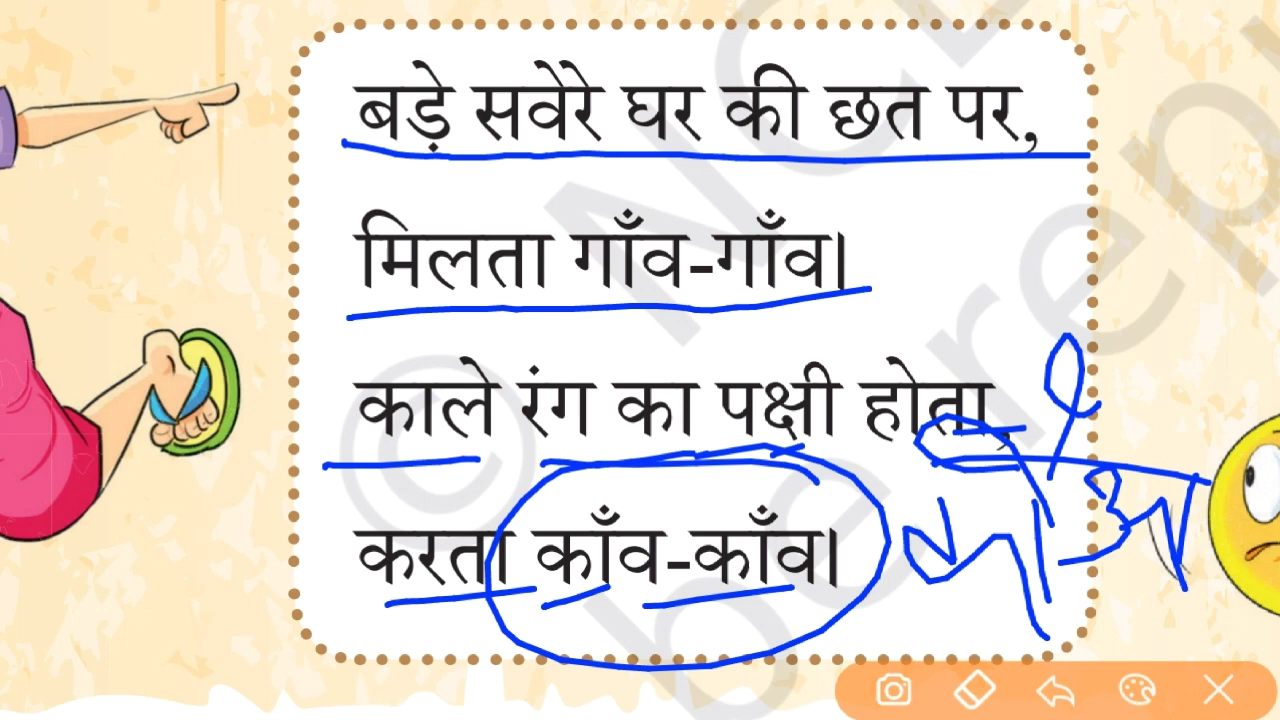 बड़े सवेरे घर की छत पर,
मिलता गाँव-गाँव।
काले रंग का पक्षी होता,
करता काँव-काँव।